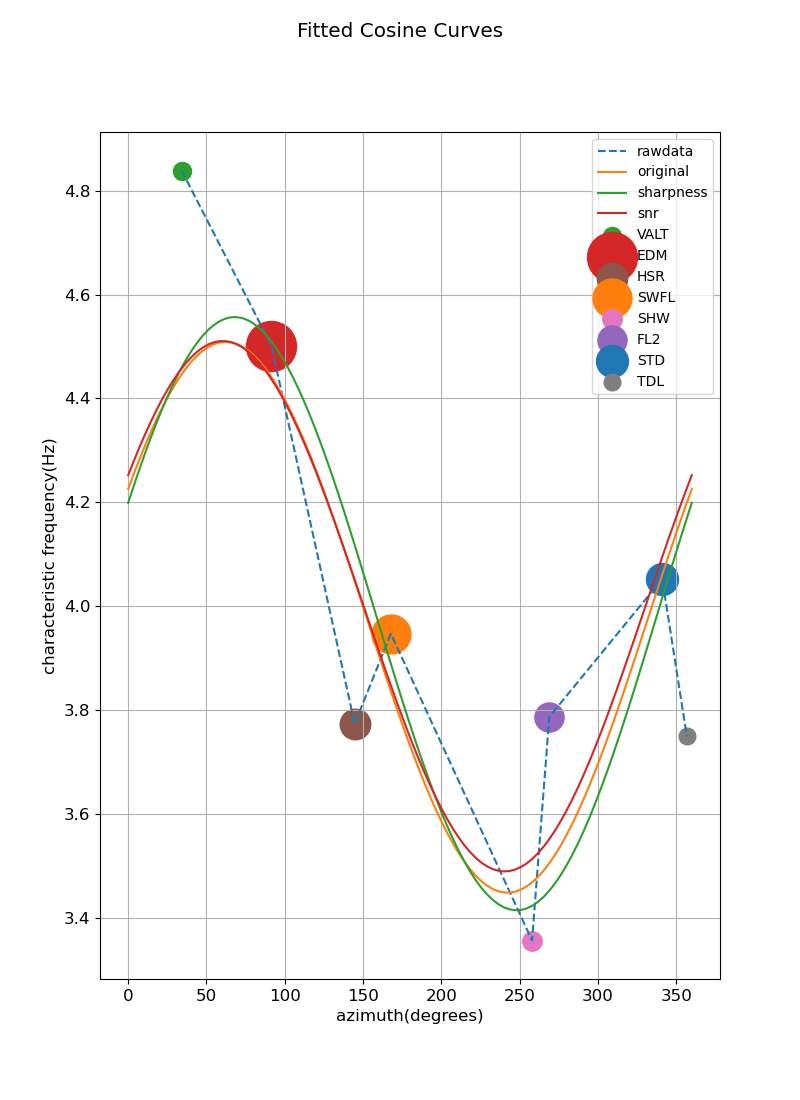 Fitted Cosine Curves
characteristic frequency(Hz)
4.8
4.6
4.4
4.2
4.0
3.8
3.6
3.4
rawdata
original
sharpness
snr
VALT
EDM
HSR
SWFL
SHW
FL2
STD
TDL
0 50 100 150 200 250 300 350
azimuth(degrees)